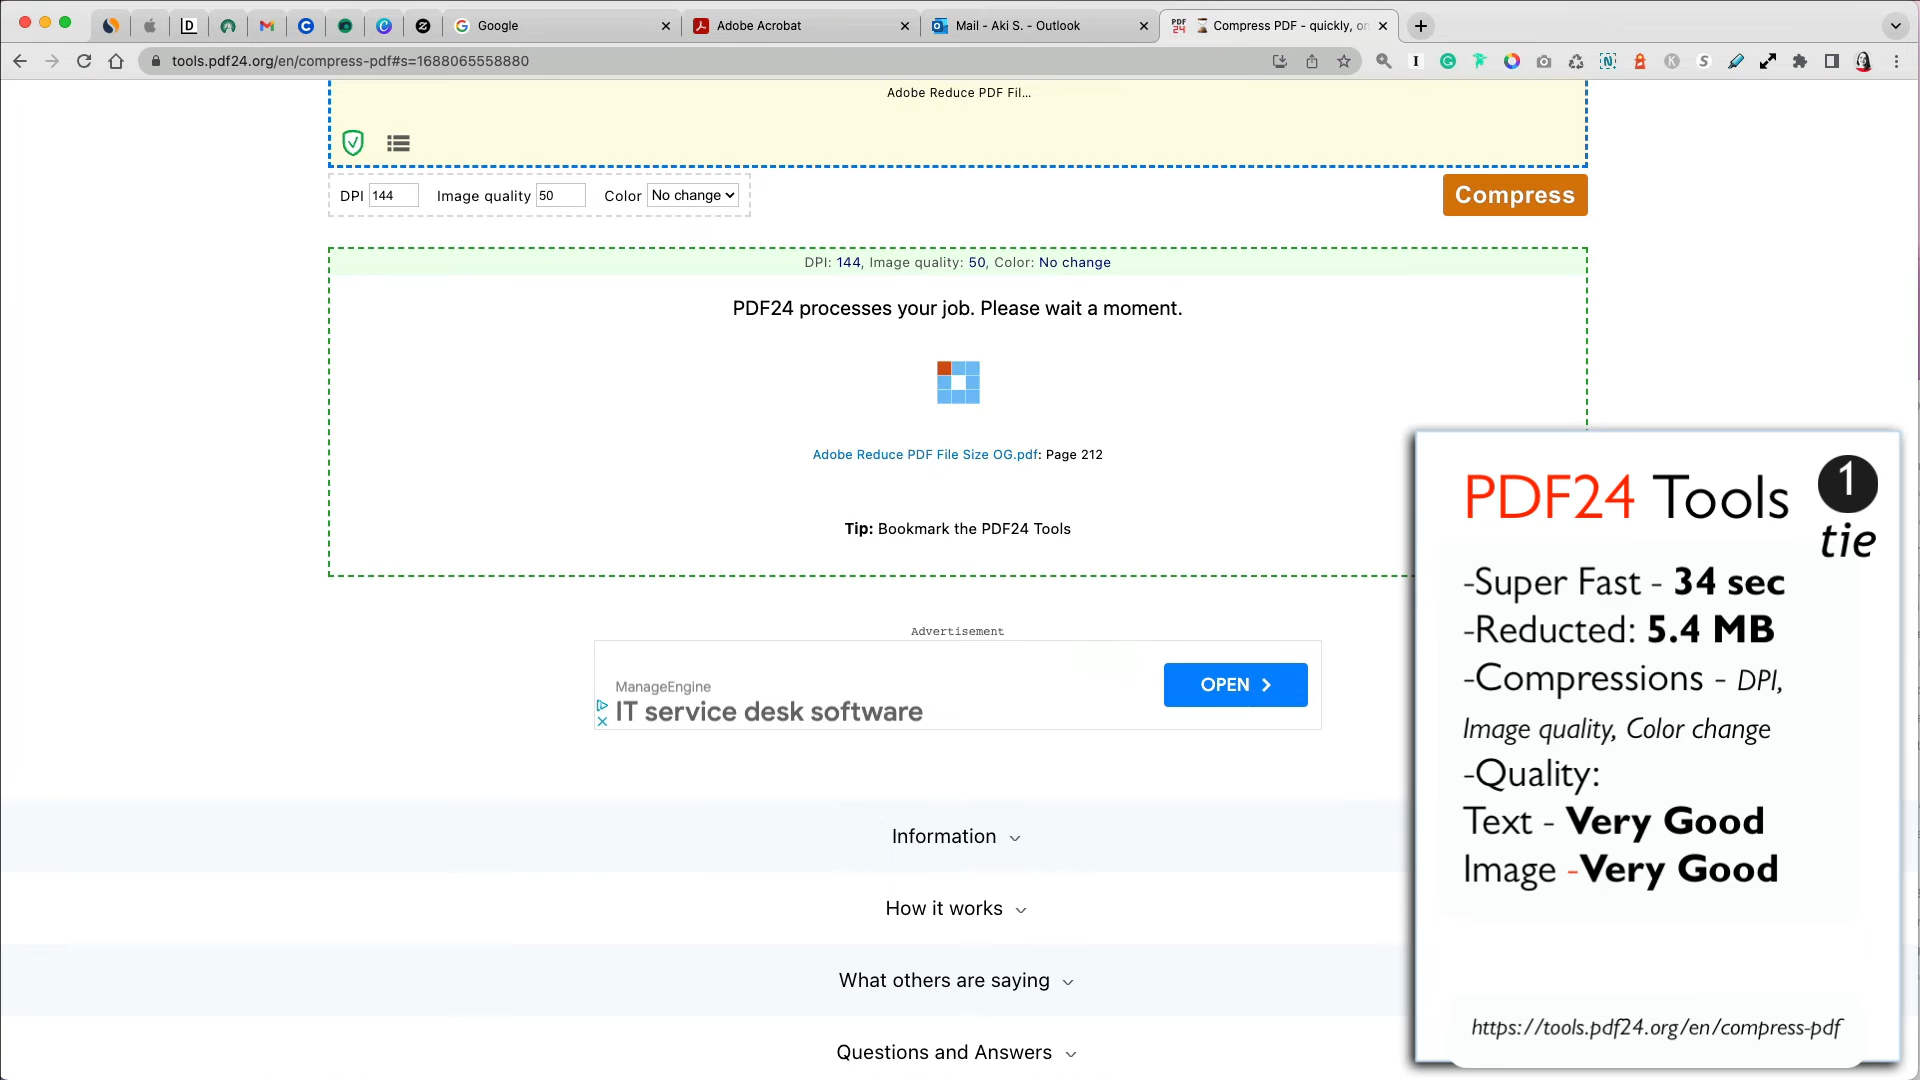 Google
Adobe Acrobat
Mail - Aki S. - Outlook
Compress PDF - quickly, on
tools.pdf24.org/en/compress-pdf#s=1688065558880
Adobe Reduce PDF Fil...
DPI 144 Image quality 50 Color No change
Compress
DPI: 144, Image quality: 50, Color: No change
PDF24 processes your job. Please wait a moment.
Adobe Reduce PDF File Size OG.pdf: Page 212
Tip: Bookmark the PDF24 Tools
Advertisement
ManageEngine
IT service desk software
OPEN
Information
How it works
What others are saying
Questions and Answers
PDF24 Tools
1
tie
-Super Fast - 34 sec
-Reducted: 5.4 MB
-Compressions - DPI,
Image quality, Color change
-Quality:
Text - Very Good
Image -Very Good
https://tools.pdf24.org/en/compress-pdf